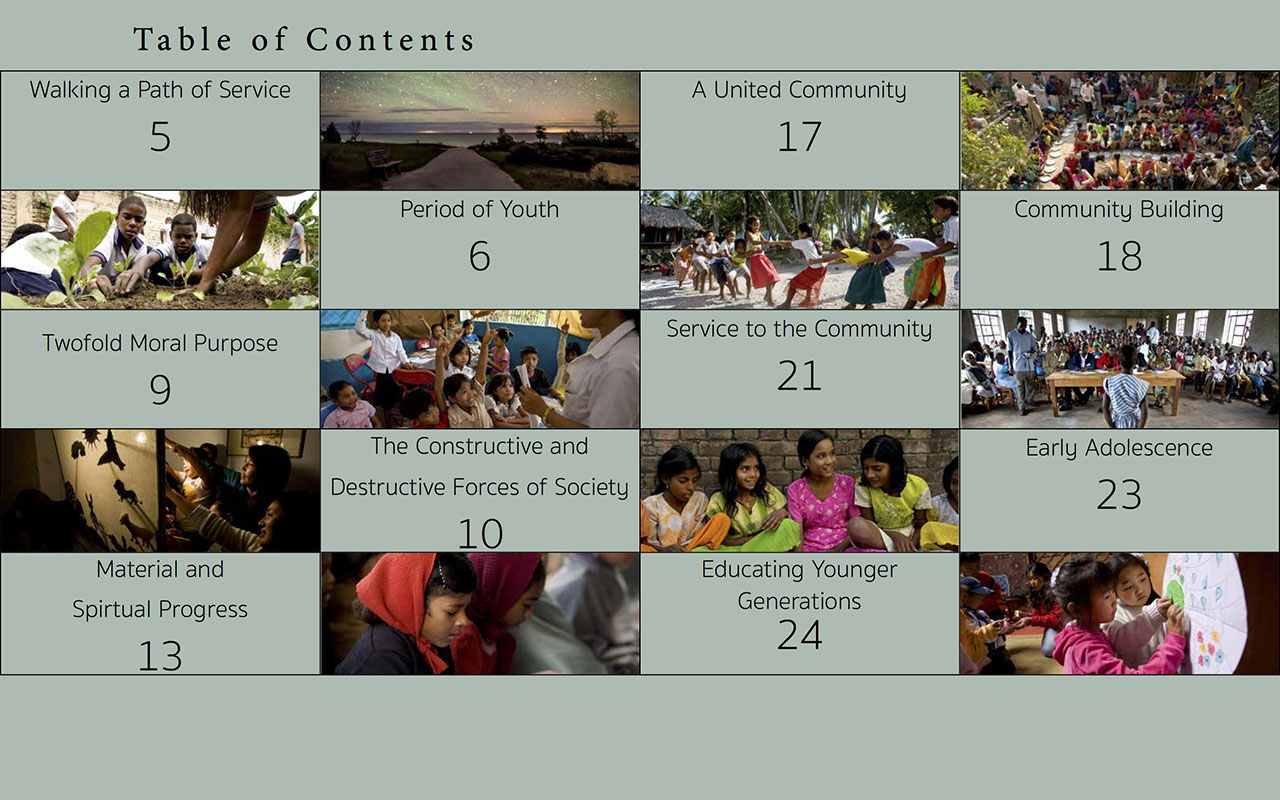 Table of Contents
Walking a Path of Service
5
A United Community
17
Period of Youth
6
Community Building
18
Twofold Moral Purpose
9
Service to the Community
21
The Constructive and
Destructive Forces of Society
10
Early Adolescence
23
Material and
Spirtual Progress
13
Educating Younger
Generations
24